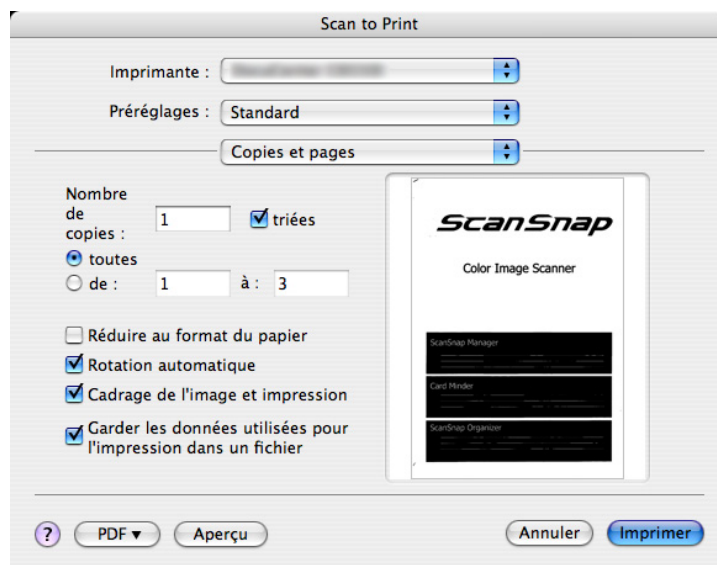 Scan to Print
Imprimante :
Préréglages : Standard
Copies et pages
Nombre
de
copies :
1 triées
toutes
de : 1 à : 3
Réduire au format du papier
Rotation automatique
Cadrage de l'image et impression
Garder les données utilisées pour
l'impression dans un fichier
ScanSnap
Color Image Scanner
ScanSnap Manager
Card Minder
ScanSnap Organizer
? PDF Aperçu Annuler Imprimer